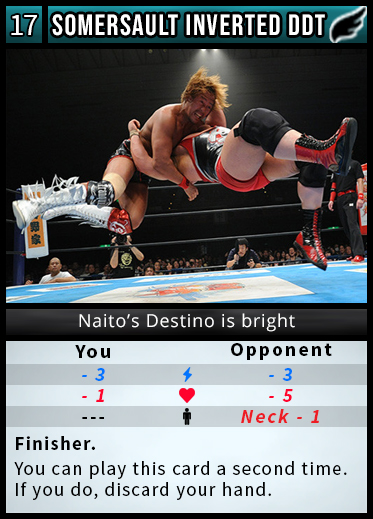 17 SOMERSAULT INVERTED DDT
Naito's Destino is bright
You Opponent
- 3 - 3
- 1 - 5
--- Neck - 1
Finisher.
You can play this card a second time.
If you do, discard your hand.